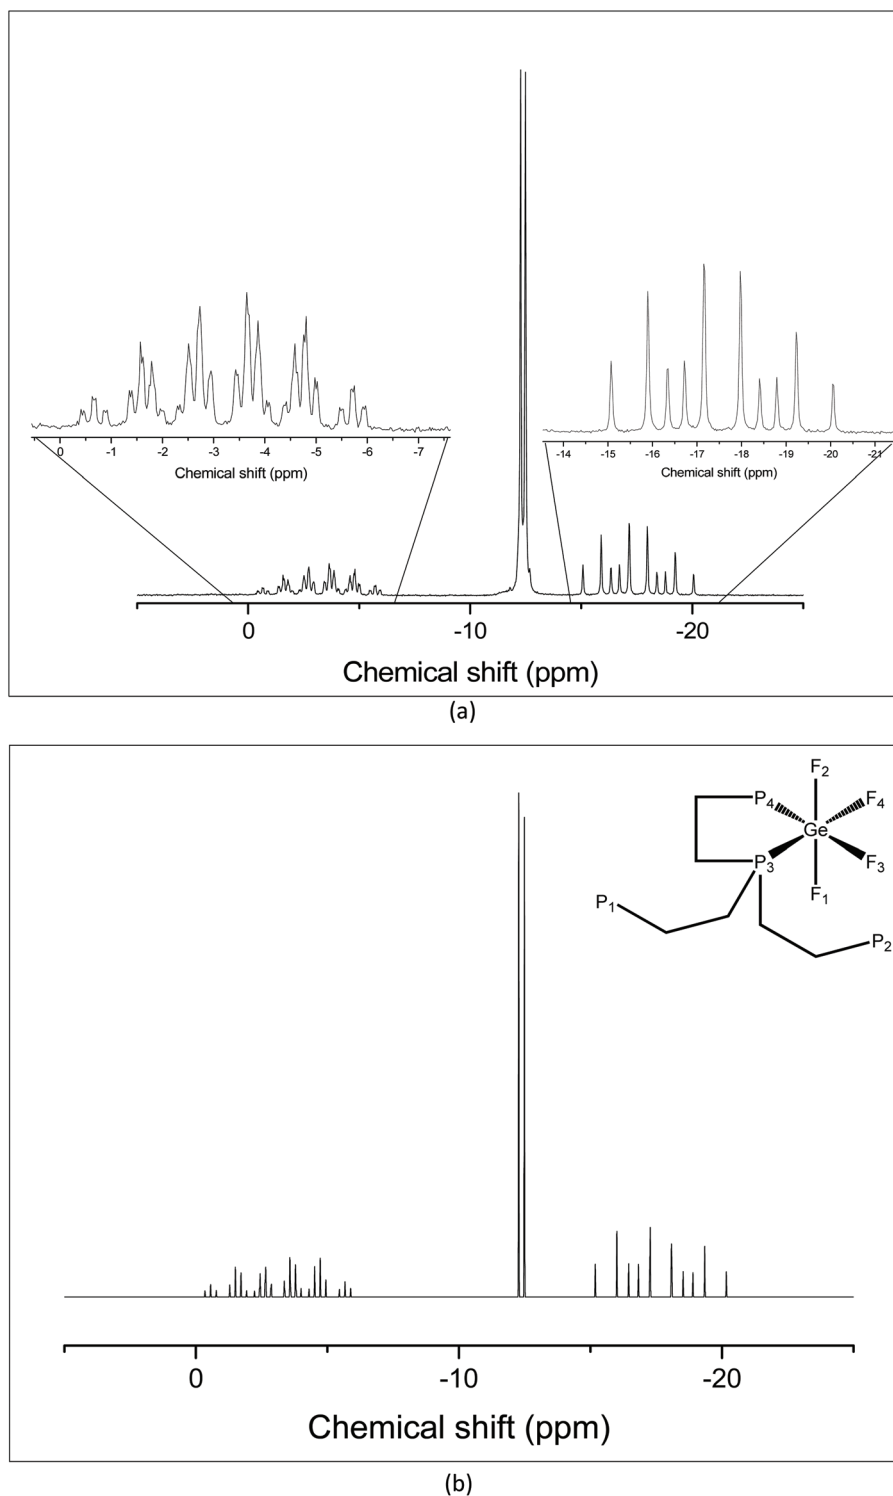 0 -1 -2 -3 -4 -5 -6 -7
Chemical shift (ppm)
-14 -15 -16 -17 -18 -19 -20 -21
Chemical shift (ppm)
0 -10 -20
Chemical shift (ppm)
(a)
F2
P4 F4
Ge
P3 F3
P1 F1
P2
0 -10 -20
Chemical shift (ppm)
(b)